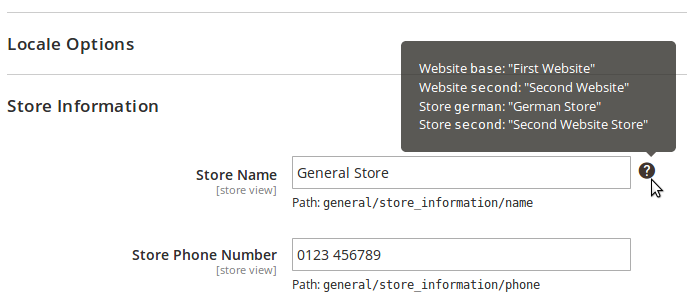 Locale Options
Website base: "First Website"
Website second: "Second Website"
Store german: "German Store"
Store second: "Second Website Store"
Store Information
Store Name
[store view]
General Store
?
Path: general/store_information/name
Store Phone Number
[store view]
0123 456789
Path: general/store_information/phone